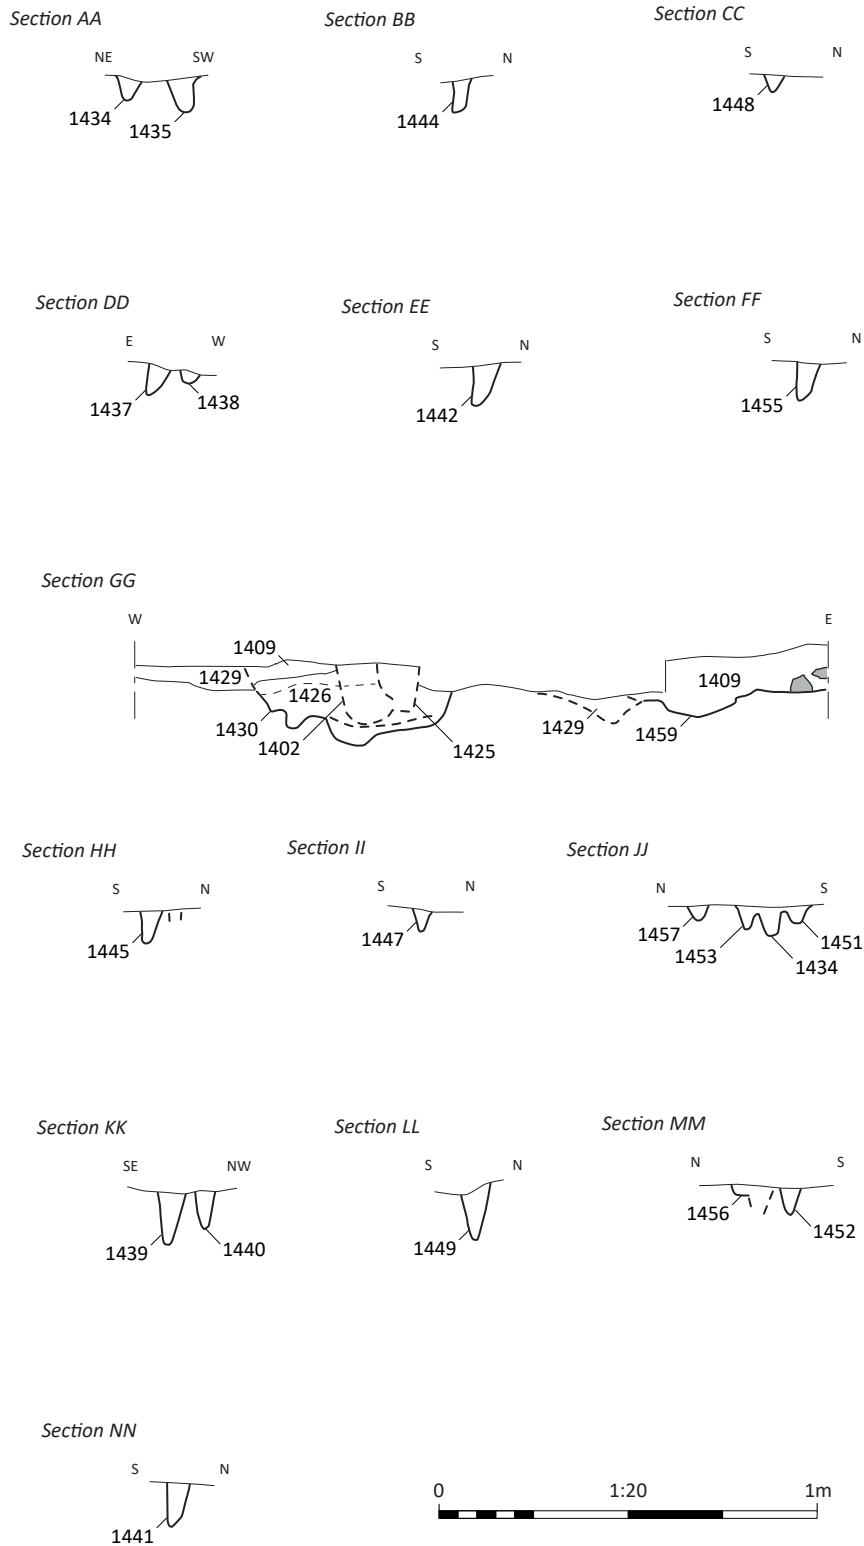 Section AA
NE SW
1434
1435
Section BB
S N
1444
Section CC
S N
1448
Section DD
E W
1437
1438
Section EE
S N
1442
Section FF
S N
1455
Section GG
W E
1409
1429
1426
1409
1430
1402
1425
1429
1459
Section HH
S N
1445
Section II
S N
1447
Section JJ
N S
1457
1453
1434
1451
Section KK
SE NW
1439
1440
Section LL
S N
1449
Section MM
N S
1456
1452
Section NN
S N
1441
0 1:20 1m